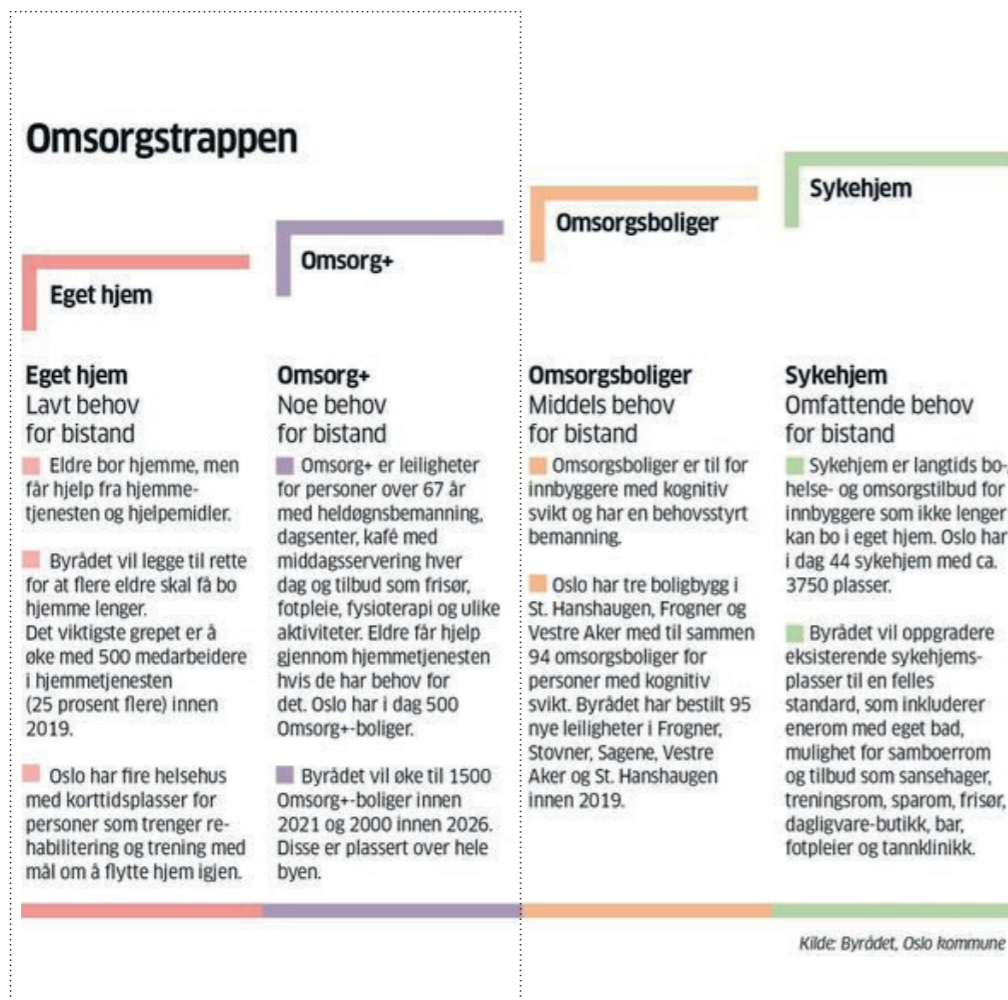 Omsorgstrappen
Eget hjem
Omsorg+
Omsorgsboliger
Sykehjem
Eget hjem
Lavt behov
for bistand
Eldre bor hjemme, men
får hjelp fra hjemme-
tjenesten og hjelpemidler.
Byrådet vil legge til rette
for at flere eldre skal få bo
hjemme lenger.
Det viktigste grepet er å
øke med 500 medarbeidere
i hjemmetjenesten
(25 prosent flere) innen
2019.
Oslo har fire helsehus
med korttidsplasser for
personer som trenger re-
habilitering og trening med
mål om å flytte hjem igjen.
Omsorg+
Noe behov
for bistand
Omsorg+ er leiligheter
for personer over 67 år
med heldøgnsbemanning,
dagsenter, kafé med
middagsservering hver
dag og tilbud som frisør,
fotpleie, fysioterapi og ulike
aktiviteter. Eldre får hjelp
gjennom hjemmetjenesten
hvis de har behov for
det. Oslo har i dag 500
Omsorg+-boliger.
Byrådet vil øke til 1500
Omsorg+-boliger innen
2021 og 2000 innen 2026.
Disse er plassert over hele
byen.
Omsorgsboliger
Middels behov
for bistand
Omsorgsboliger er til for
innbyggere med kognitiv
svikt og har en behovsstyrt
bemanning.
Oslo har tre boligbygg i
St. Hanshaugen, Frogner og
Vestre Aker med til sammen
94 omsorgsboliger for
personer med kognitiv
svikt. Byrådet har bestilt 95
nye leiligheter i Frogner,
Stovner, Sagene, Vestre
Aker og St. Hanshaugen
innen 2019.
Sykehjem
Omfattende behov
for bistand
Sykehjem er langtids bo-,
helse- og omsorgstilbud for
innbyggere som ikke lenger
kan bo i eget hjem. Oslo har
i dag 44 sykehjem med ca.
3750 plasser.
Byrådet vil oppgradere
eksisterende sykehjems-
plasser til en felles
standard, som inkluderer
enerom med eget bad,
mulighet for samboerrom
og tilbud som sansehager,
treningsrom, sparom, frisør,
dagligvare-butikk, bar,
fotpleier og tannklinikk.
Kilde: Byrådet, Oslo kommune